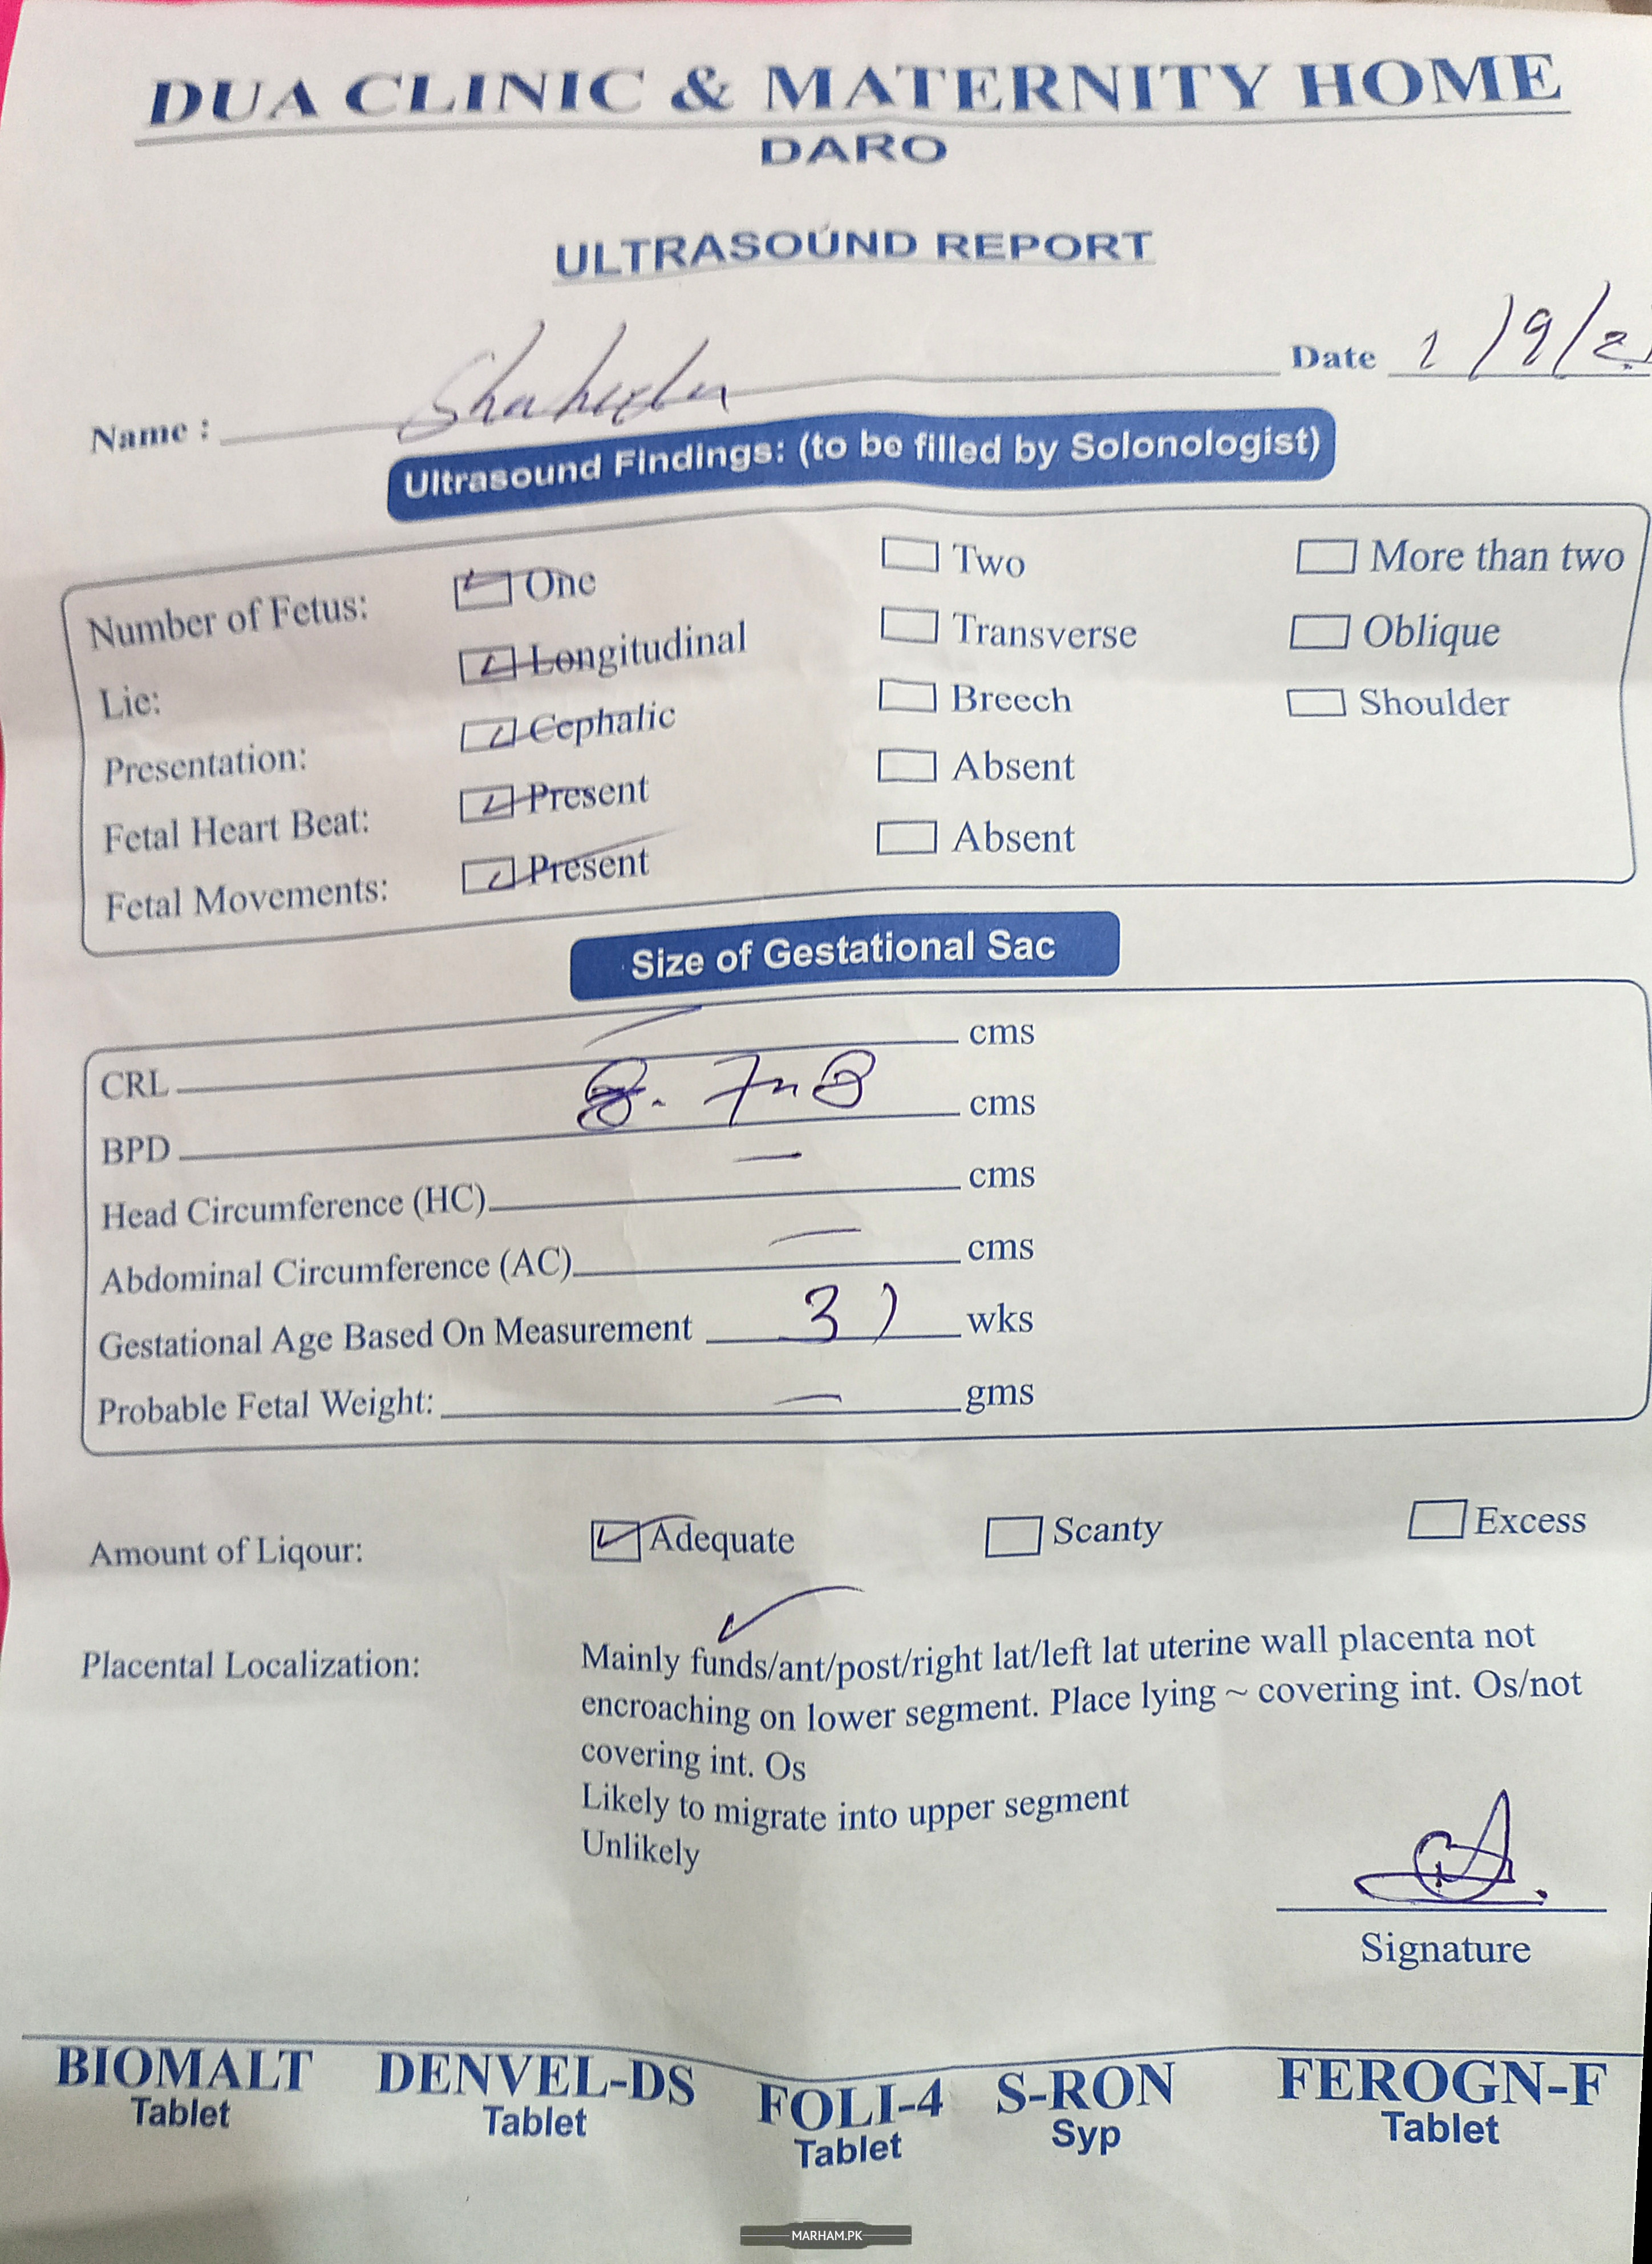 DUA CLINIC & MATERNITY HOME
DARO
ULTRASOUND REPORT
Name : Date
Ultrasound Findings: (to be filled by Solonologist)
Number of Fetus: One Two More than two
Lie: Longitudinal Transverse Oblique
Presentation: Cephalic Breech Shoulder
Fetal Heart Beat: Present Absent
Fetal Movements: Present Absent
Size of Gestational Sac
CRL cms
BPD cms
Head Circumference (HC) cms
Abdominal Circumference (AC) cms
Gestational Age Based On Measurement wks
Probable Fetal Weight: gms
Amount of Liqour: Adequate Scanty Excess
Placental Localization: Mainly funds/ant/post/right lat/left lat uterine wall placenta not
encroaching on lower segment. Place lying ~ covering int. Os/not
covering int. Os
Likely to migrate into upper segment
Unlikely
Signature
BIOMALT DENVEL-DS FOLI-4 S-RON FEROGN-F
Tablet Tablet Tablet Syp Tablet
MARHAM.PK